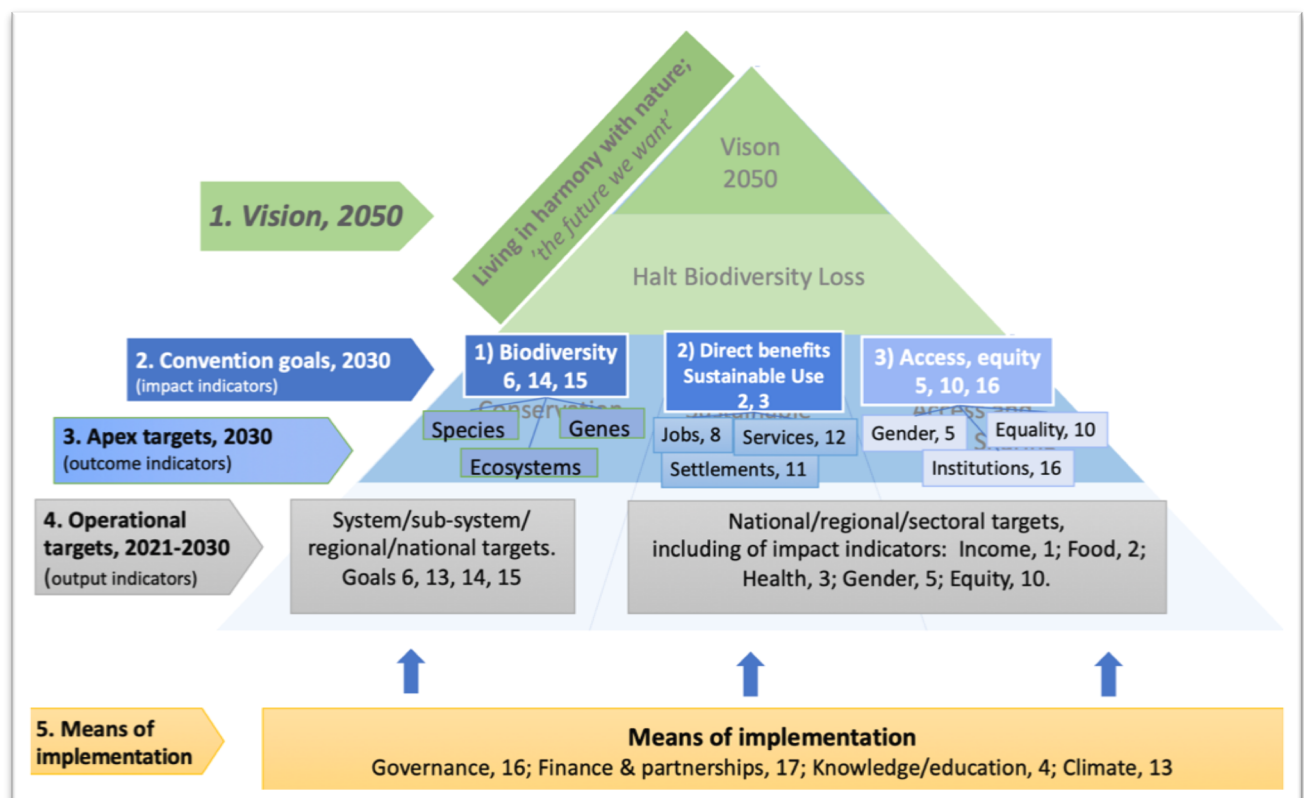 Living in harmony with nature;
'the future we want'
Vison
2050
1. Vision, 2050
Halt Biodiversity Loss
2. Convention goals, 2030
(impact indicators)
1) Biodiversity
6, 14, 15
2) Direct benefits
Sustainable Use
2, 3
3) Access, equity
5, 10, 16
Conservation
Sustainable
Access and
3. Apex targets, 2030
(outcome indicators)
Species
Genes
Ecosystems
Jobs, 8
Services, 12
Settlements, 11
Gender, 5
Equality, 10
Institutions, 16
4. Operational
targets, 2021-2030
(output indicators)
System/sub-system/
regional/national targets.
Goals 6, 13, 14, 15
National/regional/sectoral targets,
including of impact indicators: Income, 1; Food, 2;
Health, 3; Gender, 5; Equity, 10.
5. Means of
implementation
Means of implementation
Governance, 16; Finance & partnerships, 17; Knowledge/education, 4; Climate, 13